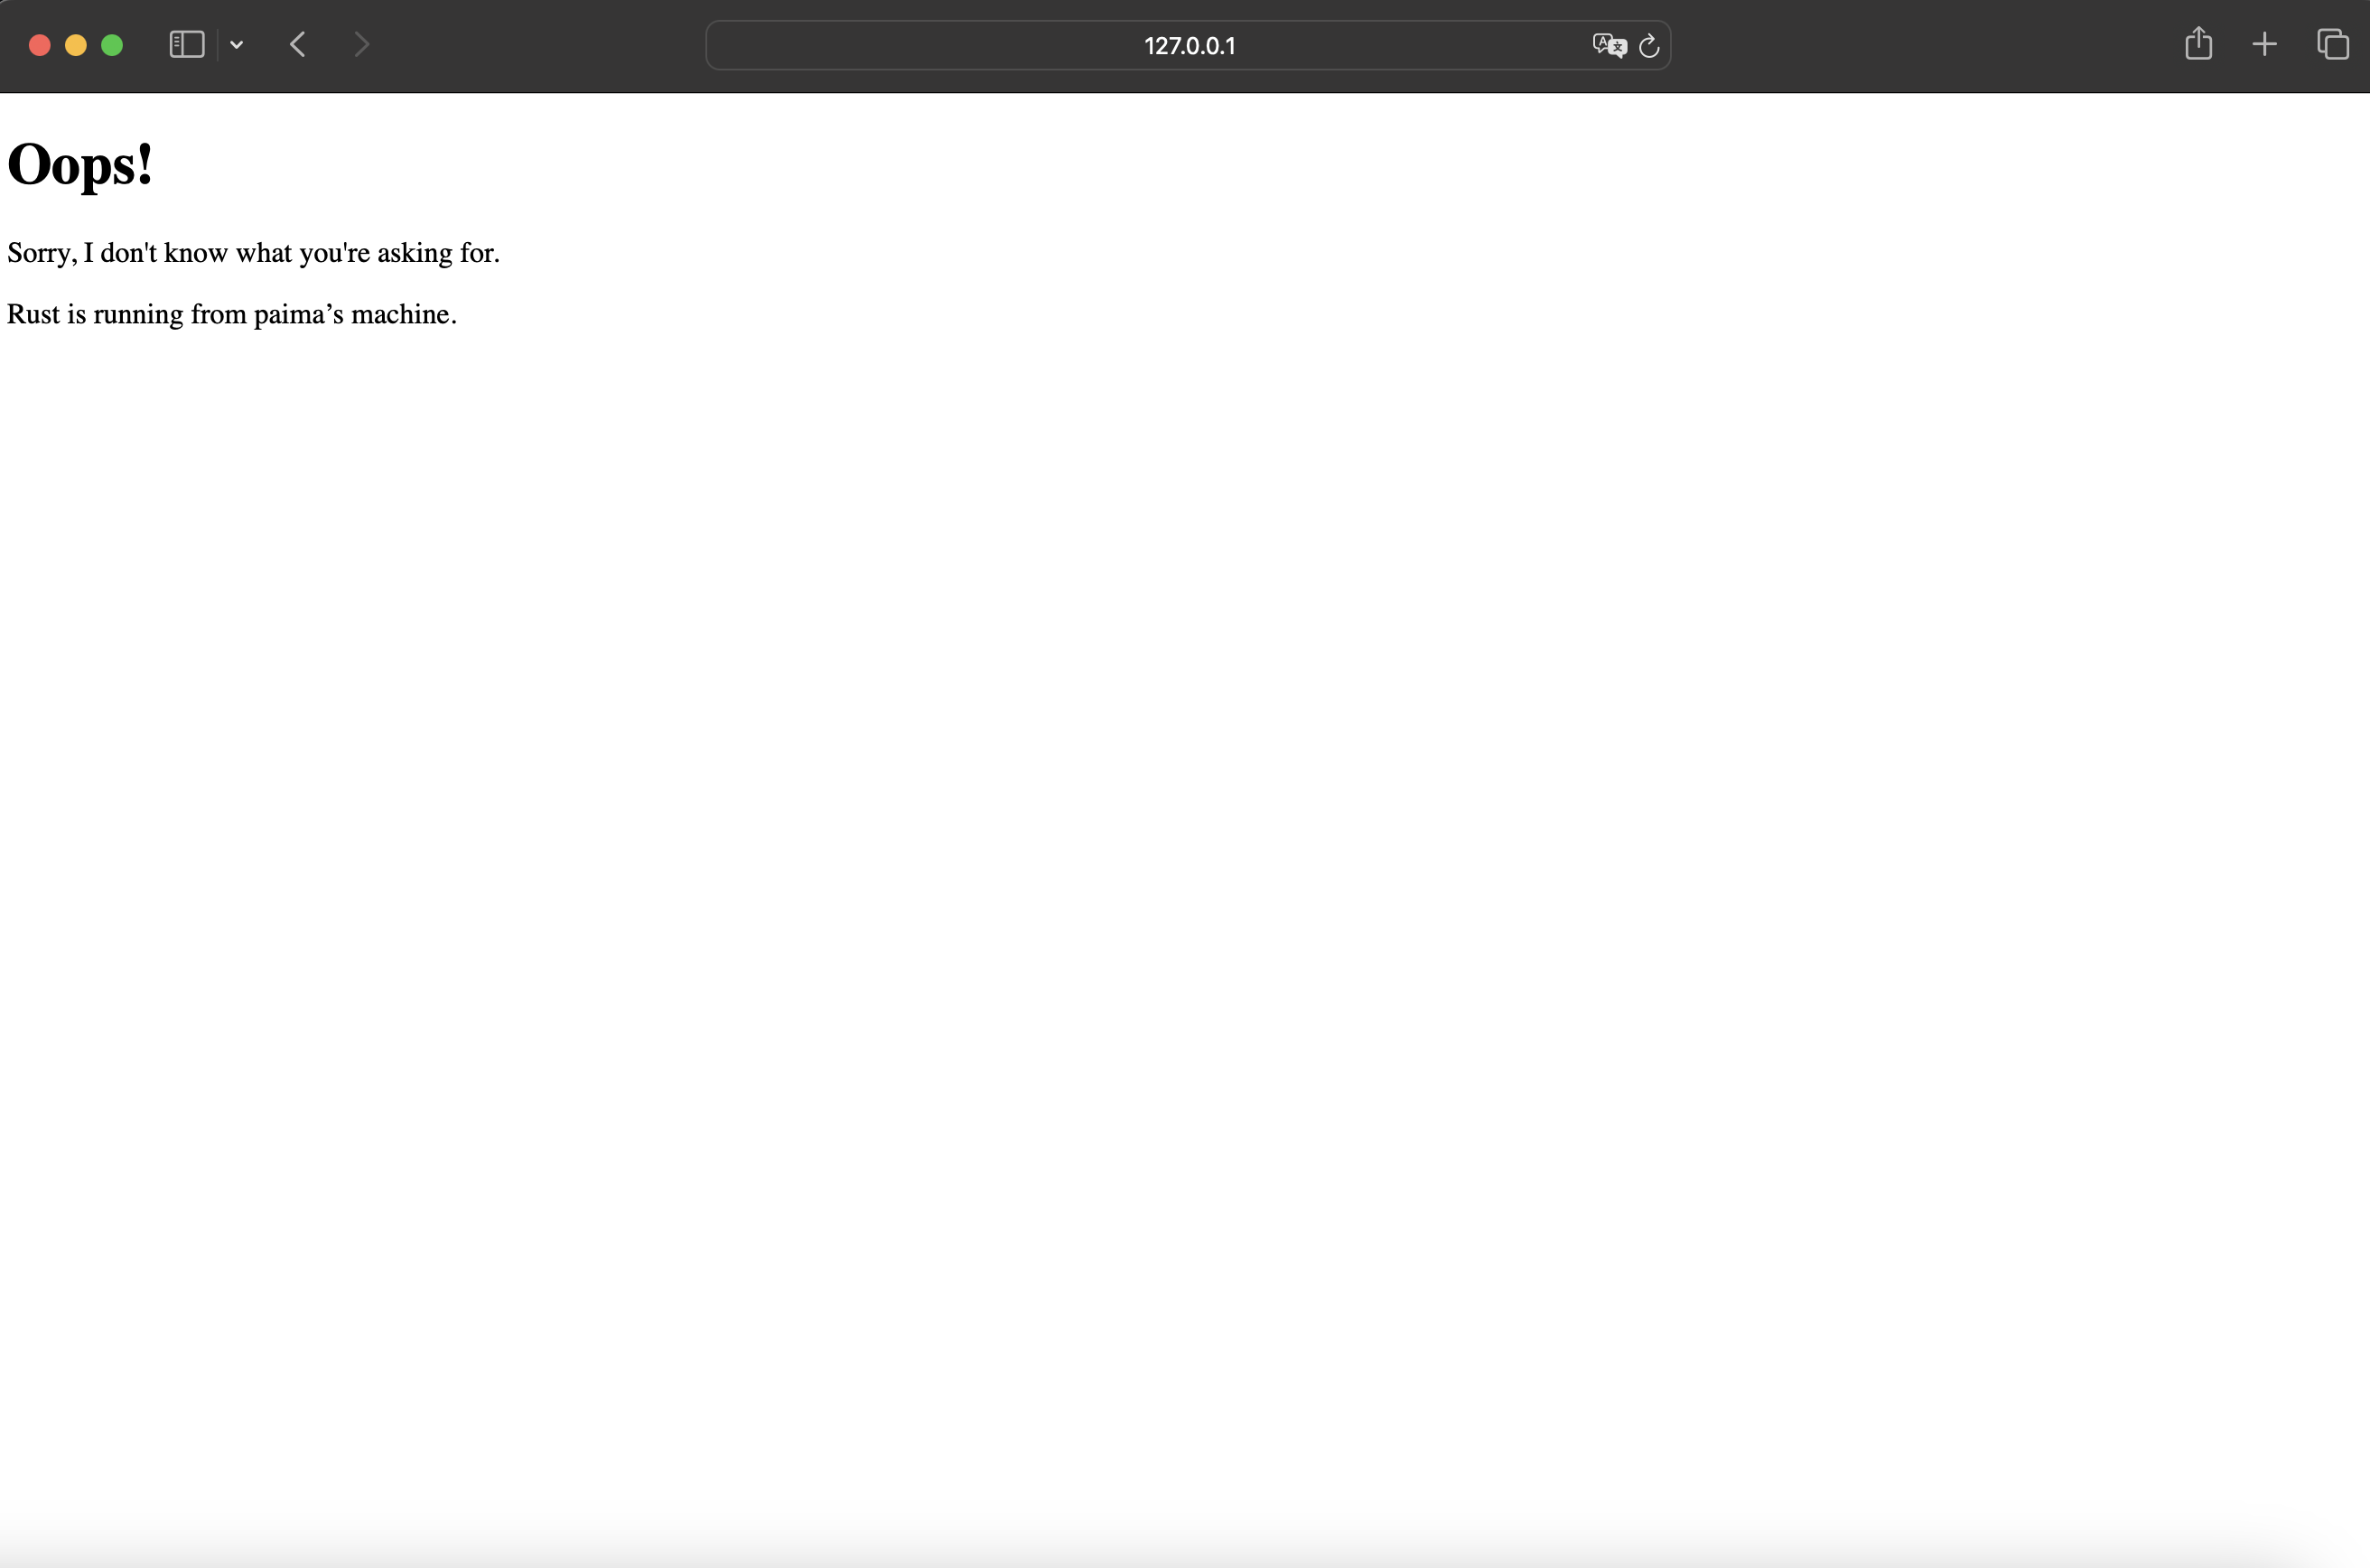 127.0.0.1
Oops!
Sorry, I don't know what you're asking for.
Rust is running from paima’s machine.